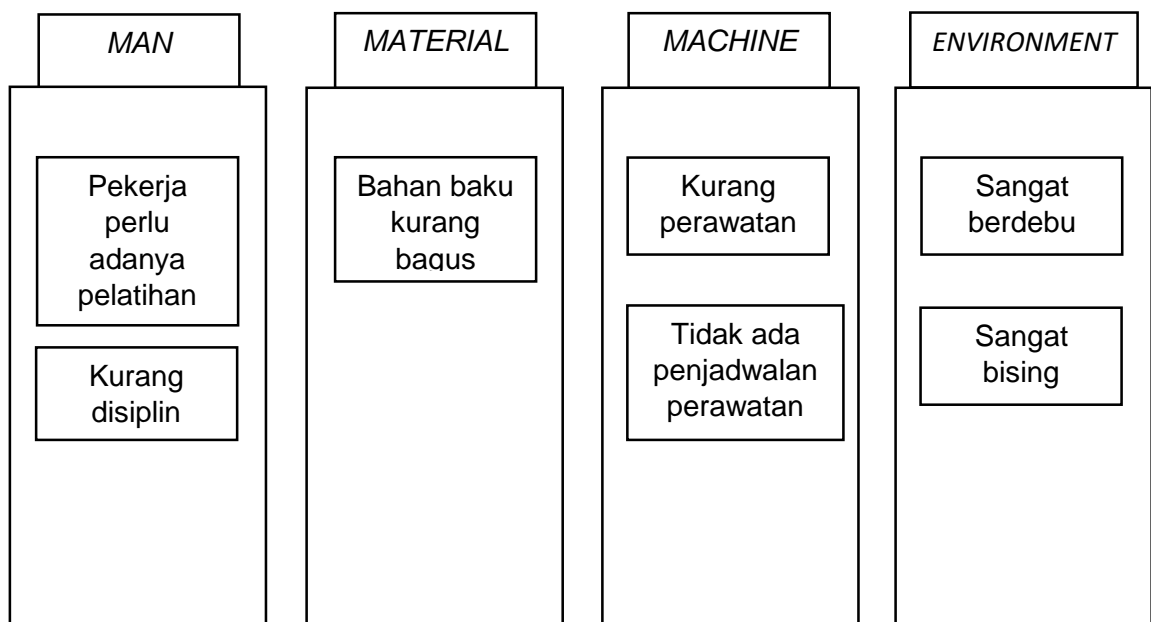 MAN
Pekerja
perlu
adanya
pelatihan
Kurang
disiplin
MATERIAL
Bahan baku
kurang
bagus
MACHINE
Kurang
perawatan
Tidak ada
penjadwalan
perawatan
ENVIRONMENT
Sangat
berdebu
Sangat
bising